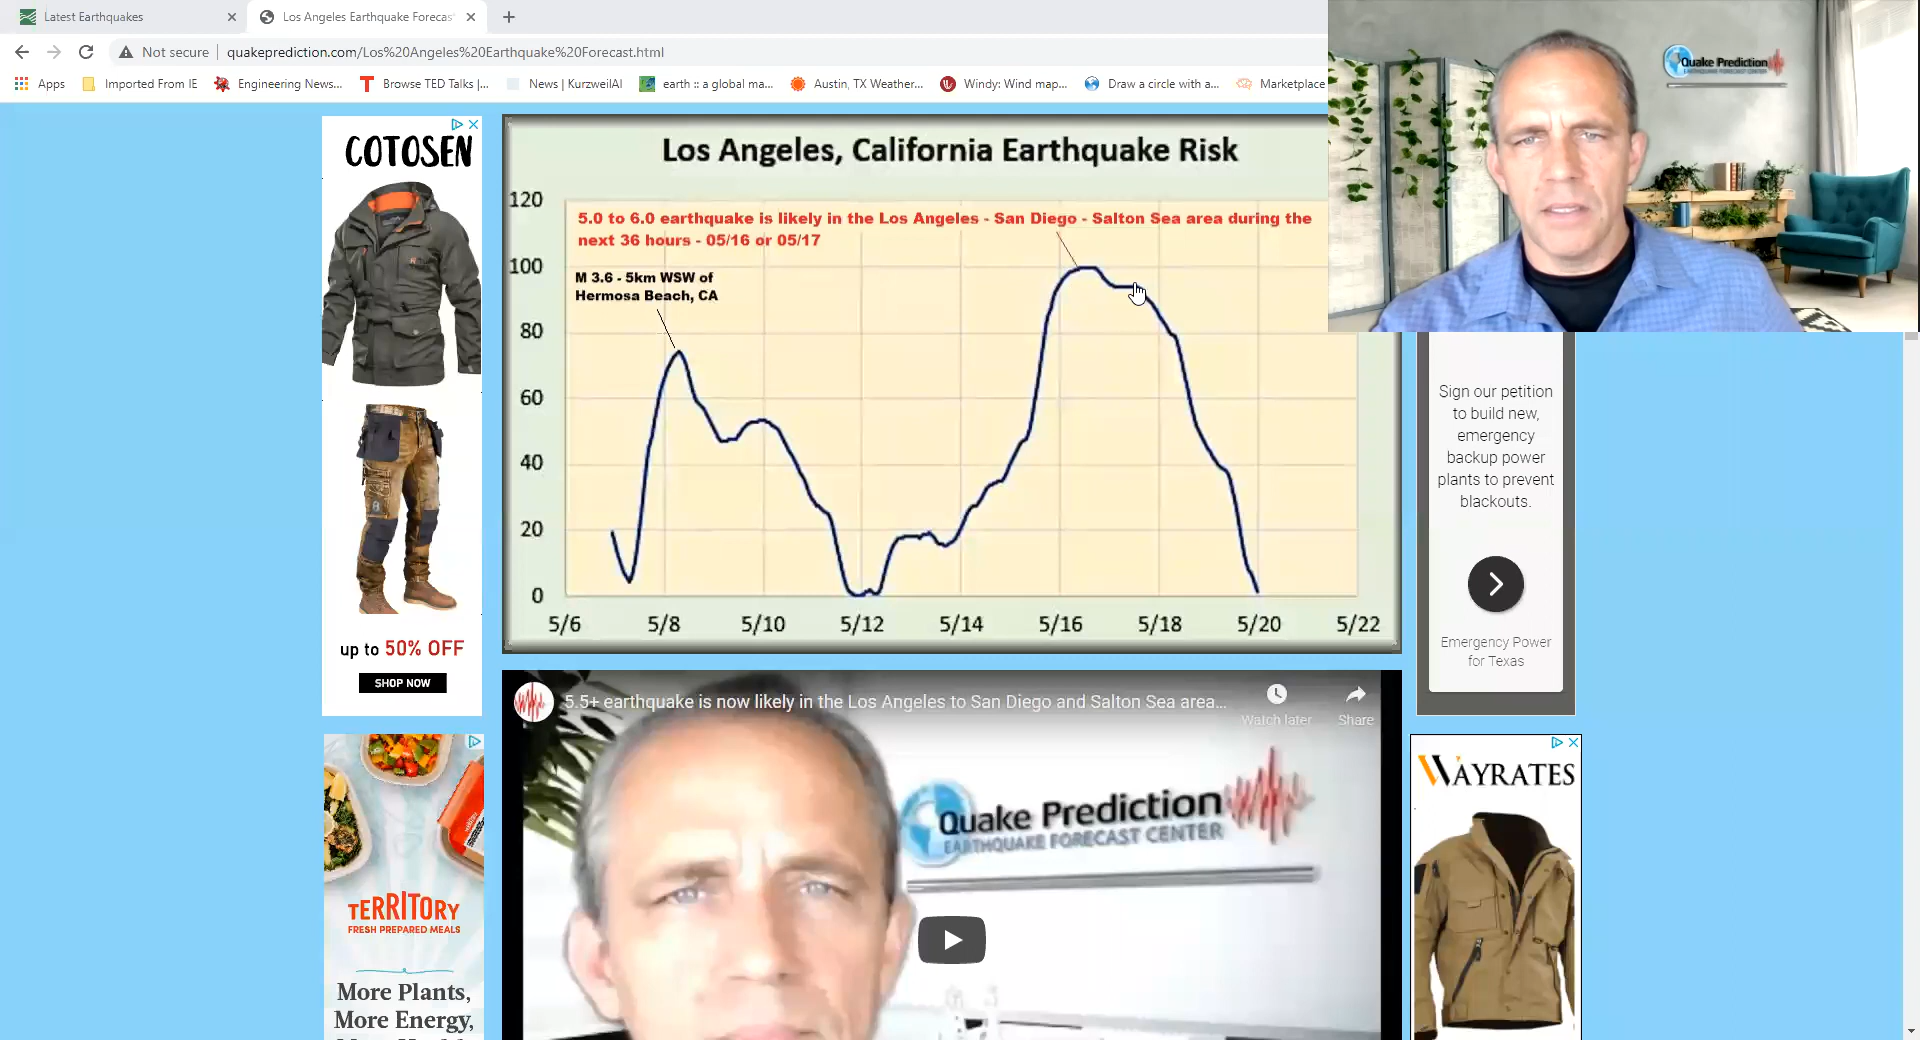 Latest Earthquakes
Los Angeles Earthquake Forecas
Not secure
quakeprediction.com/Los%20Angeles%20Earthquake%20Forecast.html
Apps
Imported From IE
Engineering News...
Browse TED Talks |...
News | KurzweilAI
earth :: a global ma...
Austin, TX Weather...
Windy: Wind map...
Draw a circle with a...
Marketplace
Quake Prediction
EARTHQUAKE FORECAST CENTER
COTOSEN
up to 50% OFF
SHOP NOW
Los Angeles, California Earthquake Risk
120
100
80
60
40
20
0
5.0 to 6.0 earthquake is likely in the Los Angeles - San Diego - Salton Sea area during the
next 36 hours - 05/16 or 05/17
M 3.6 - 5km WSW of
Hermosa Beach, CA
5/6
5/8
5/10
5/12
5/14
5/16
5/18
5/20
5/22
Sign our petition
to build new,
emergency
backup power
plants to prevent
blackouts.
Emergency Power
for Texas
5.5+ earthquake is now likely in the Los Angeles to San Diego and Salton Sea area...
Watch later
Share
Quake Prediction
EARTHQUAKE FORECAST CENTER
TERRITORY
FRESH PREPARED MEALS
More Plants,
More Energy,
WAYRATES